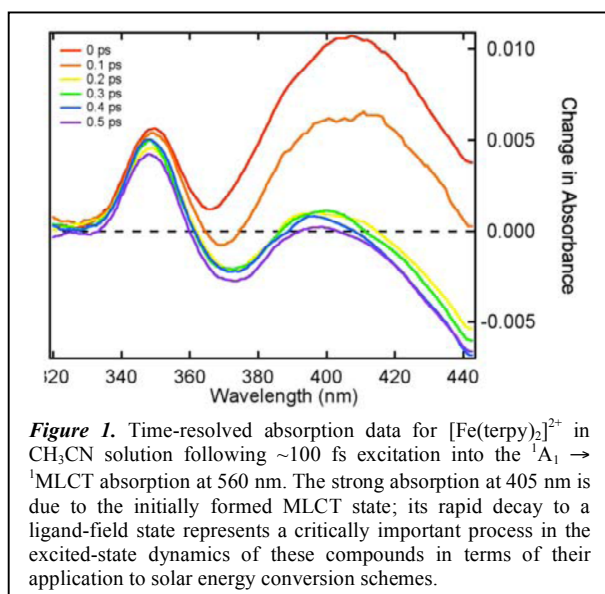 0 ps
0.1 ps
0.2 ps
0.3 ps
0.4 ps
0.5 ps
0.010
0.005
0.000
-0.005
Change in Absorbance
320 340 360 380 400 420 440
Wavelength (nm)
Figure 1. Time-resolved absorption data for [Fe(terpy)₂]²⁺ in
CH₃CN solution following ~100 fs excitation into the ¹A₁ →
¹MLCT absorption at 560 nm. The strong absorption at 405 nm is
due to the initially formed MLCT state; its rapid decay to a
ligand-field state represents a critically important process in the
excited-state dynamics of these compounds in terms of their
application to solar energy conversion schemes.